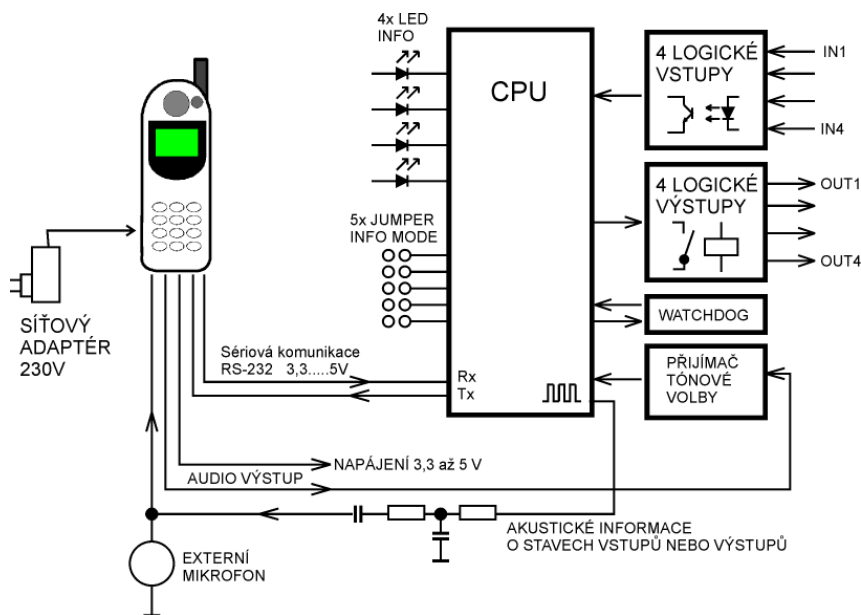 4x LED
INFO
CPU
4 LOGICKÉ
VSTUPY
IN1
IN4
4 LOGICKÉ
VÝSTUPY
OUT1
OUT4
5x JUMPER
INFO MODE
WATCHDOG
PŘIJÍMAČ
TÓNOVÉ
VOLBY
SÍŤOVÝ
ADAPTÉR
230V
Sériová komunikace
RS-232 3,3.....5V
Rx
Tx
NAPÁJENÍ 3,3 až 5 V
AUDIO VÝSTUP
AKUSTICKÉ INFORMACE
O STAVECH VSTUPŮ NEBO VÝSTUPŮ
EXTERNÍ
MIKROFON